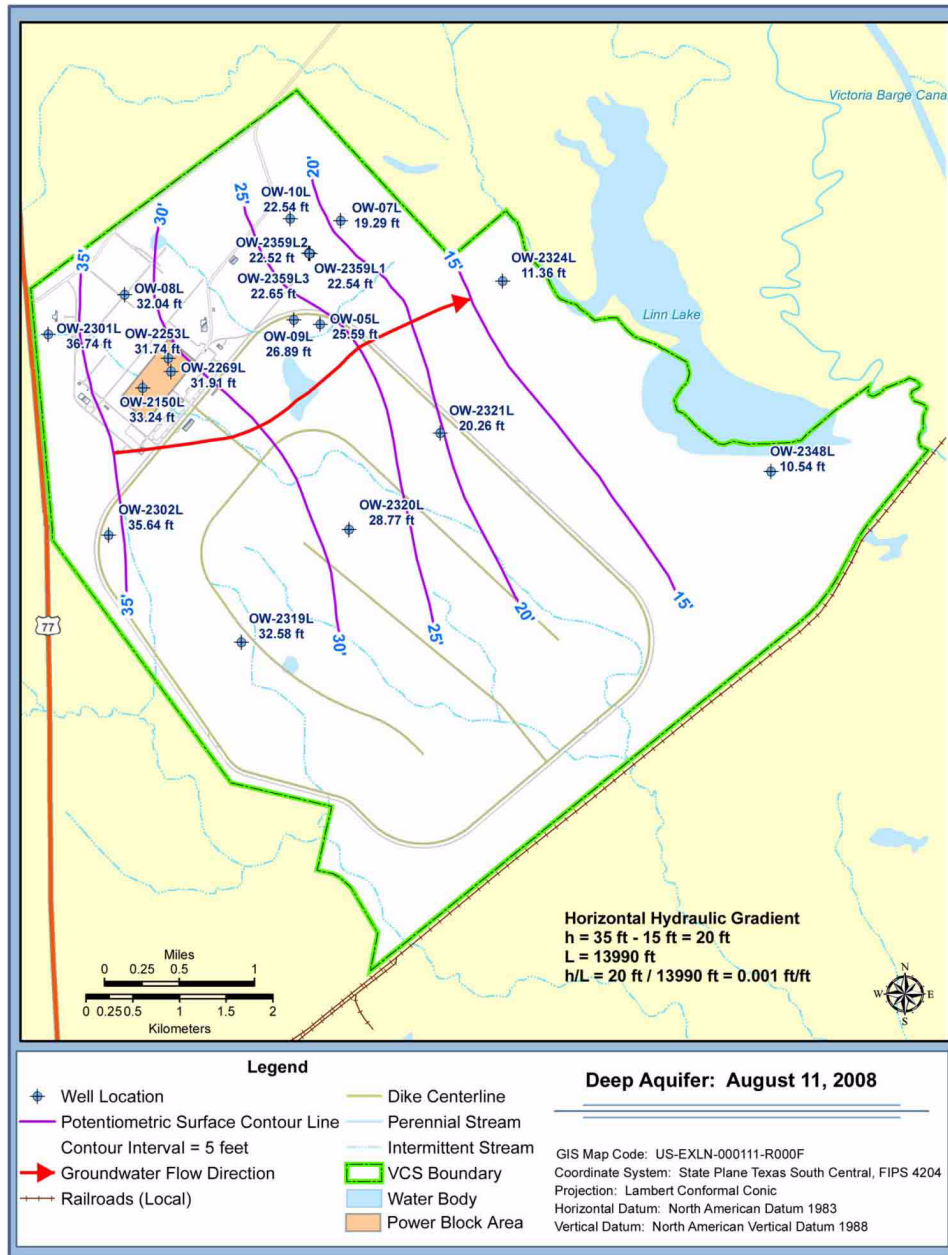 Victoria Barge Cana
20'
25'
OW-10L
22.54 ft
OW-07L
19.29 ft
30'
OW-2359L2
22.52 ft
OW-2359L1
22.54 ft
OW-2359L3
22.65 ft
15'
OW-2324L
11.36 ft
35'
OW-08L
32.04 ft
OW-2301L
36.74 ft
OW-2253L
31.74 ft
OW-05L
25.59 ft
OW-09L
26.89 ft
Linn Lake
OW-2269L
31.91 ft
OW-2150L
33.24 ft
OW-2321L
20.26 ft
OW-2348L
10.54 ft
OW-2302L
35.64 ft
OW-2320L
28.77 ft
35'
15'
20'
OW-2319L
32.58 ft
25'
30'
77
Horizontal Hydraulic Gradient
h = 35 ft - 15 ft = 20 ft
L = 13990 ft
h/L = 20 ft / 13990 ft = 0.001 ft/ft
Miles
0 0.25 0.5 1
0 0.25 0.5 1 1.5 2
Kilometers
N
W E
S
Legend
Well Location
Potentiometric Surface Contour Line
Contour Interval = 5 feet
Groundwater Flow Direction
Railroads (Local)
Dike Centerline
Perennial Stream
Intermittent Stream
VCS Boundary
Water Body
Power Block Area
Deep Aquifer: August 11, 2008
GIS Map Code: US-EXLN-000111-R000F
Coordinate System: State Plane Texas South Central, FIPS 4204
Projection: Lambert Conformal Conic
Horizontal Datum: North American Datum 1983
Vertical Datum: North American Vertical Datum 1988